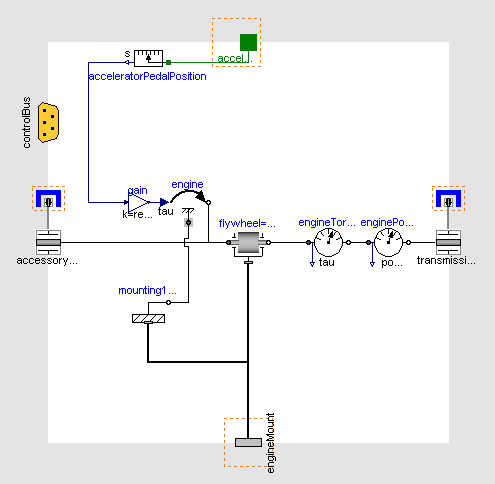 accel...
s
acceleratorPedalPosition
controlBus
gain
engine
k=re...
tau
flywheel=...
engineTor...
enginePo...
tau
po...
accessory...
transmissi...
mounting1...
engineMount